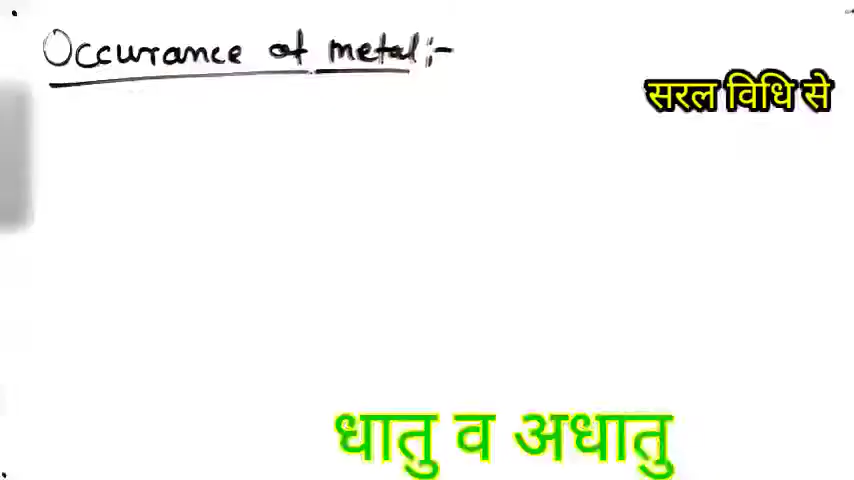 Occurance of metal :-
सरल विधि से
धातु व अधातु